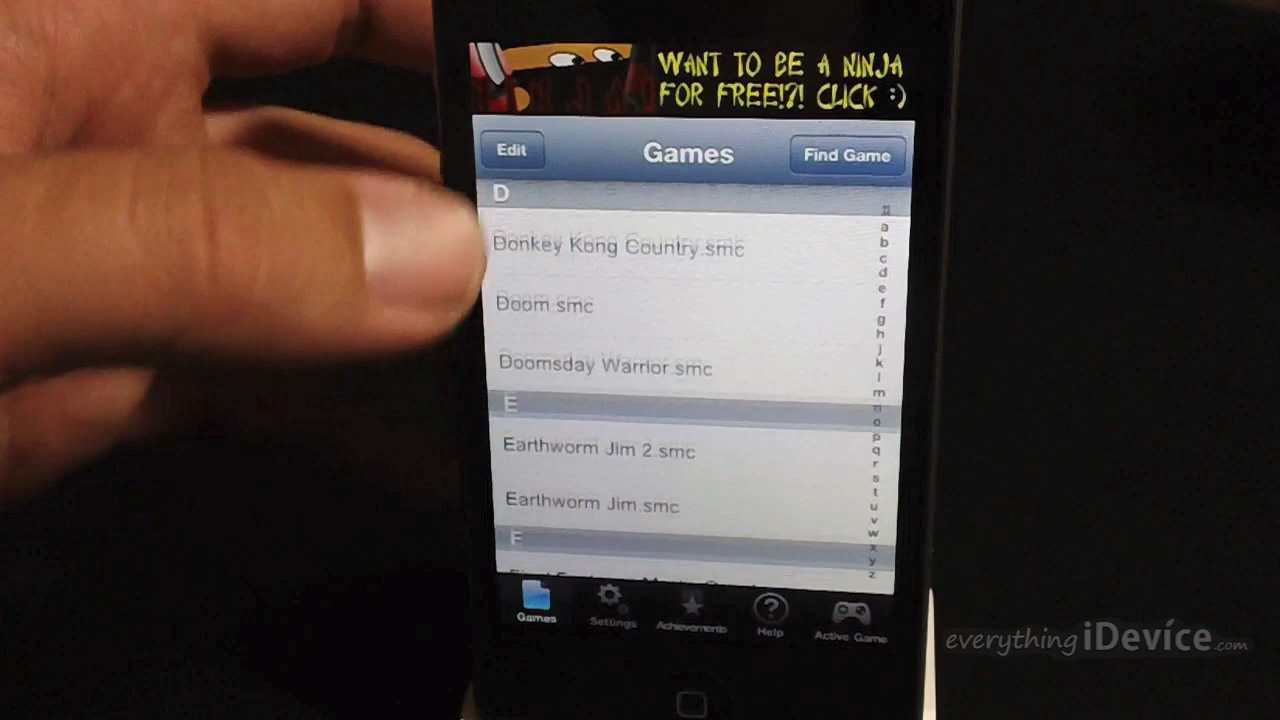 WANT TO BE A NINJA
FOR FREE!?! CLICK :)
Edit
Games
Find Game
D
Donkey Kong Country.smc
Doom.smc
Doomsday Warrior.smc
E
Earthworm Jim 2.smc
Earthworm Jim.smc
F
a
b
c
d
e
f
g
h
j
k
l
m
n
o
p
q
r
s
t
u
v
w
x
y
z
Games
Settings
Achievements
Help
Active Game
everything iDevice.com